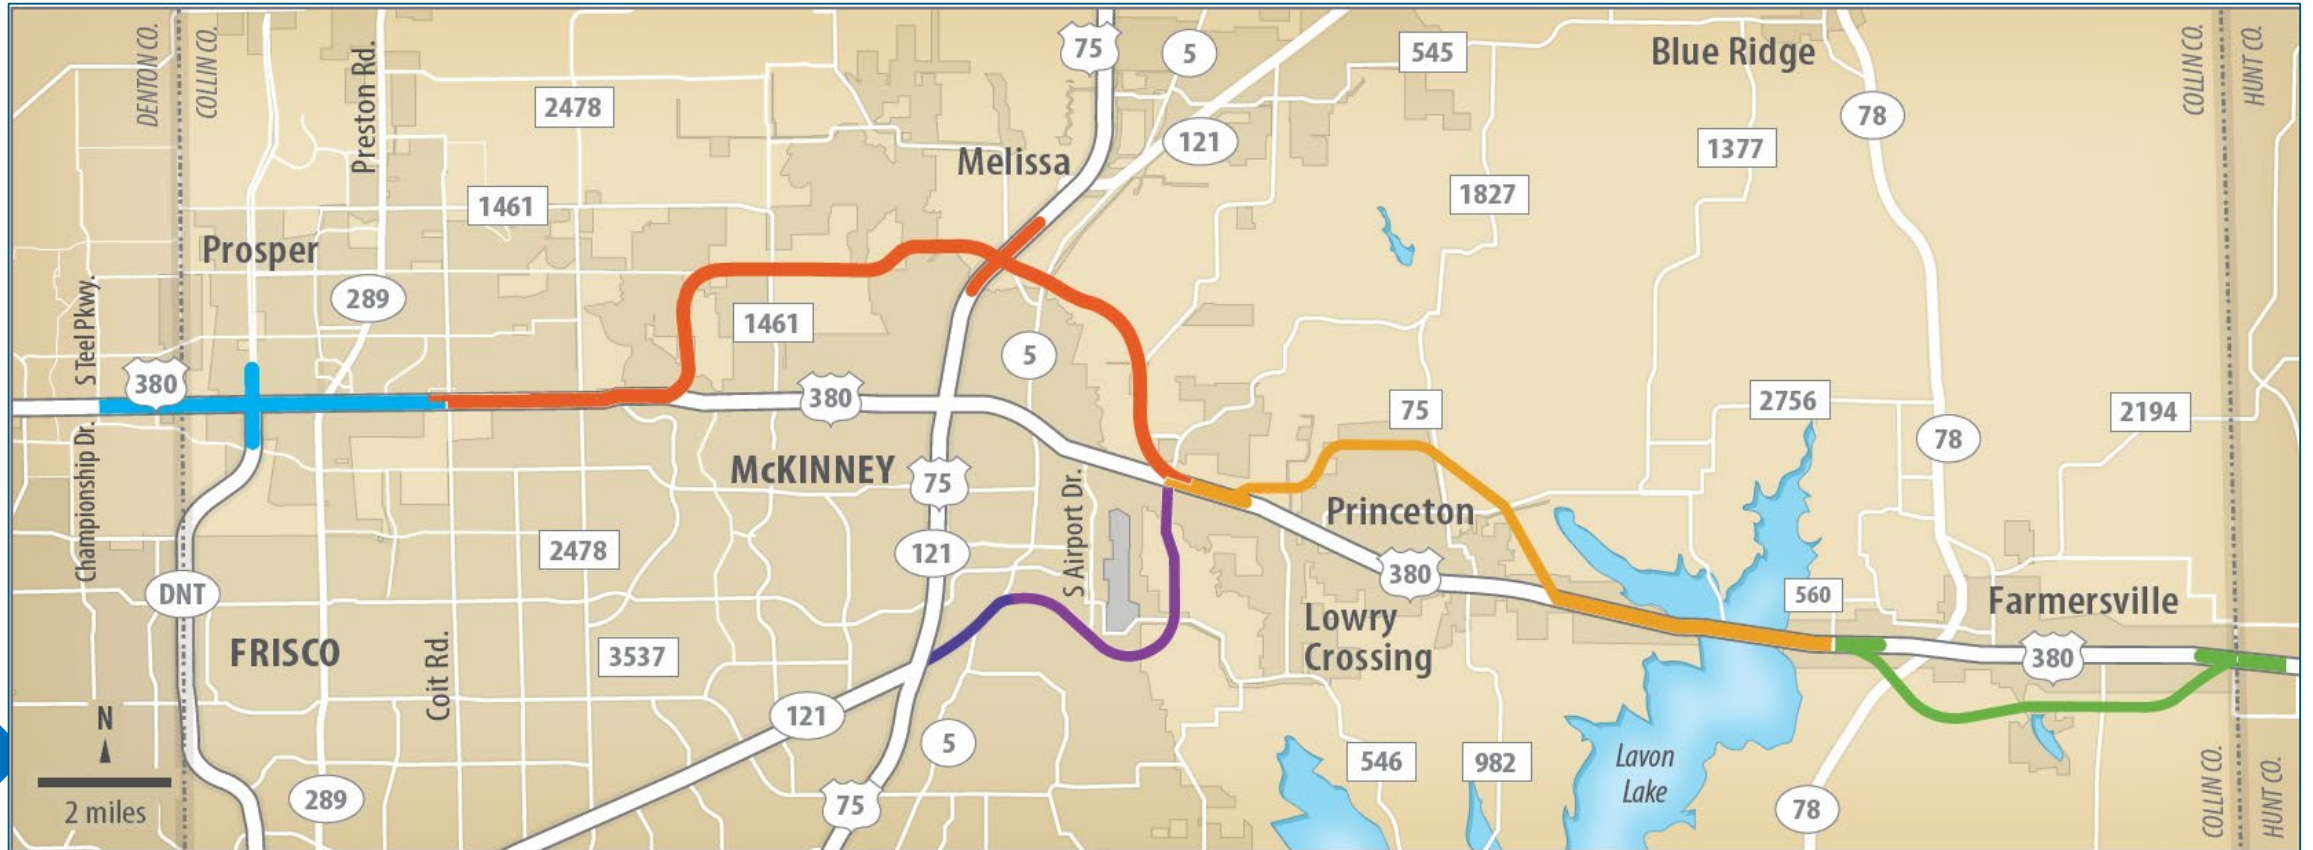 DENTON CO.
COLLIN CO.
Preston Rd.
75
5
545
Blue Ridge
COLLIN CO.
HUNT CO.
2478
121
78
Melissa
1377
1461
1827
Prosper
289
S Teel Pkwy.
1461
5
380
380
75
2756
2194
78
Championship Dr.
McKINNEY
75
S Airport Dr.
Princeton
2478
121
380
DNT
560
Farmersville
FRISCO
Coit Rd.
3537
Lowry
Crossing
380
N
121
5
546
982
Lavon
Lake
COLLIN CO.
HUNT CO.
2 miles
289
75
78